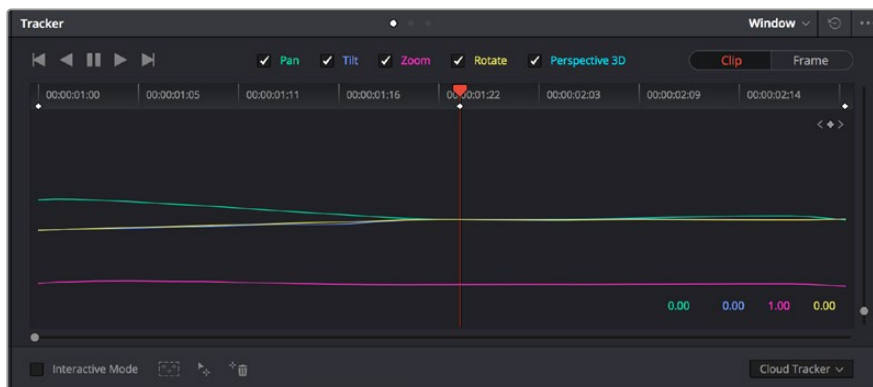 Tracker Window
Pan Tilt Zoom Rotate Perspective 3D Clip Frame
00:00:01:00 00:00:01:05 00:00:01:11 00:00:01:16 00:00:01:22 00:00:02:03 00:00:02:09 00:00:02:14
0.00 0.00 1.00 0.00
Interactive Mode Cloud Tracker